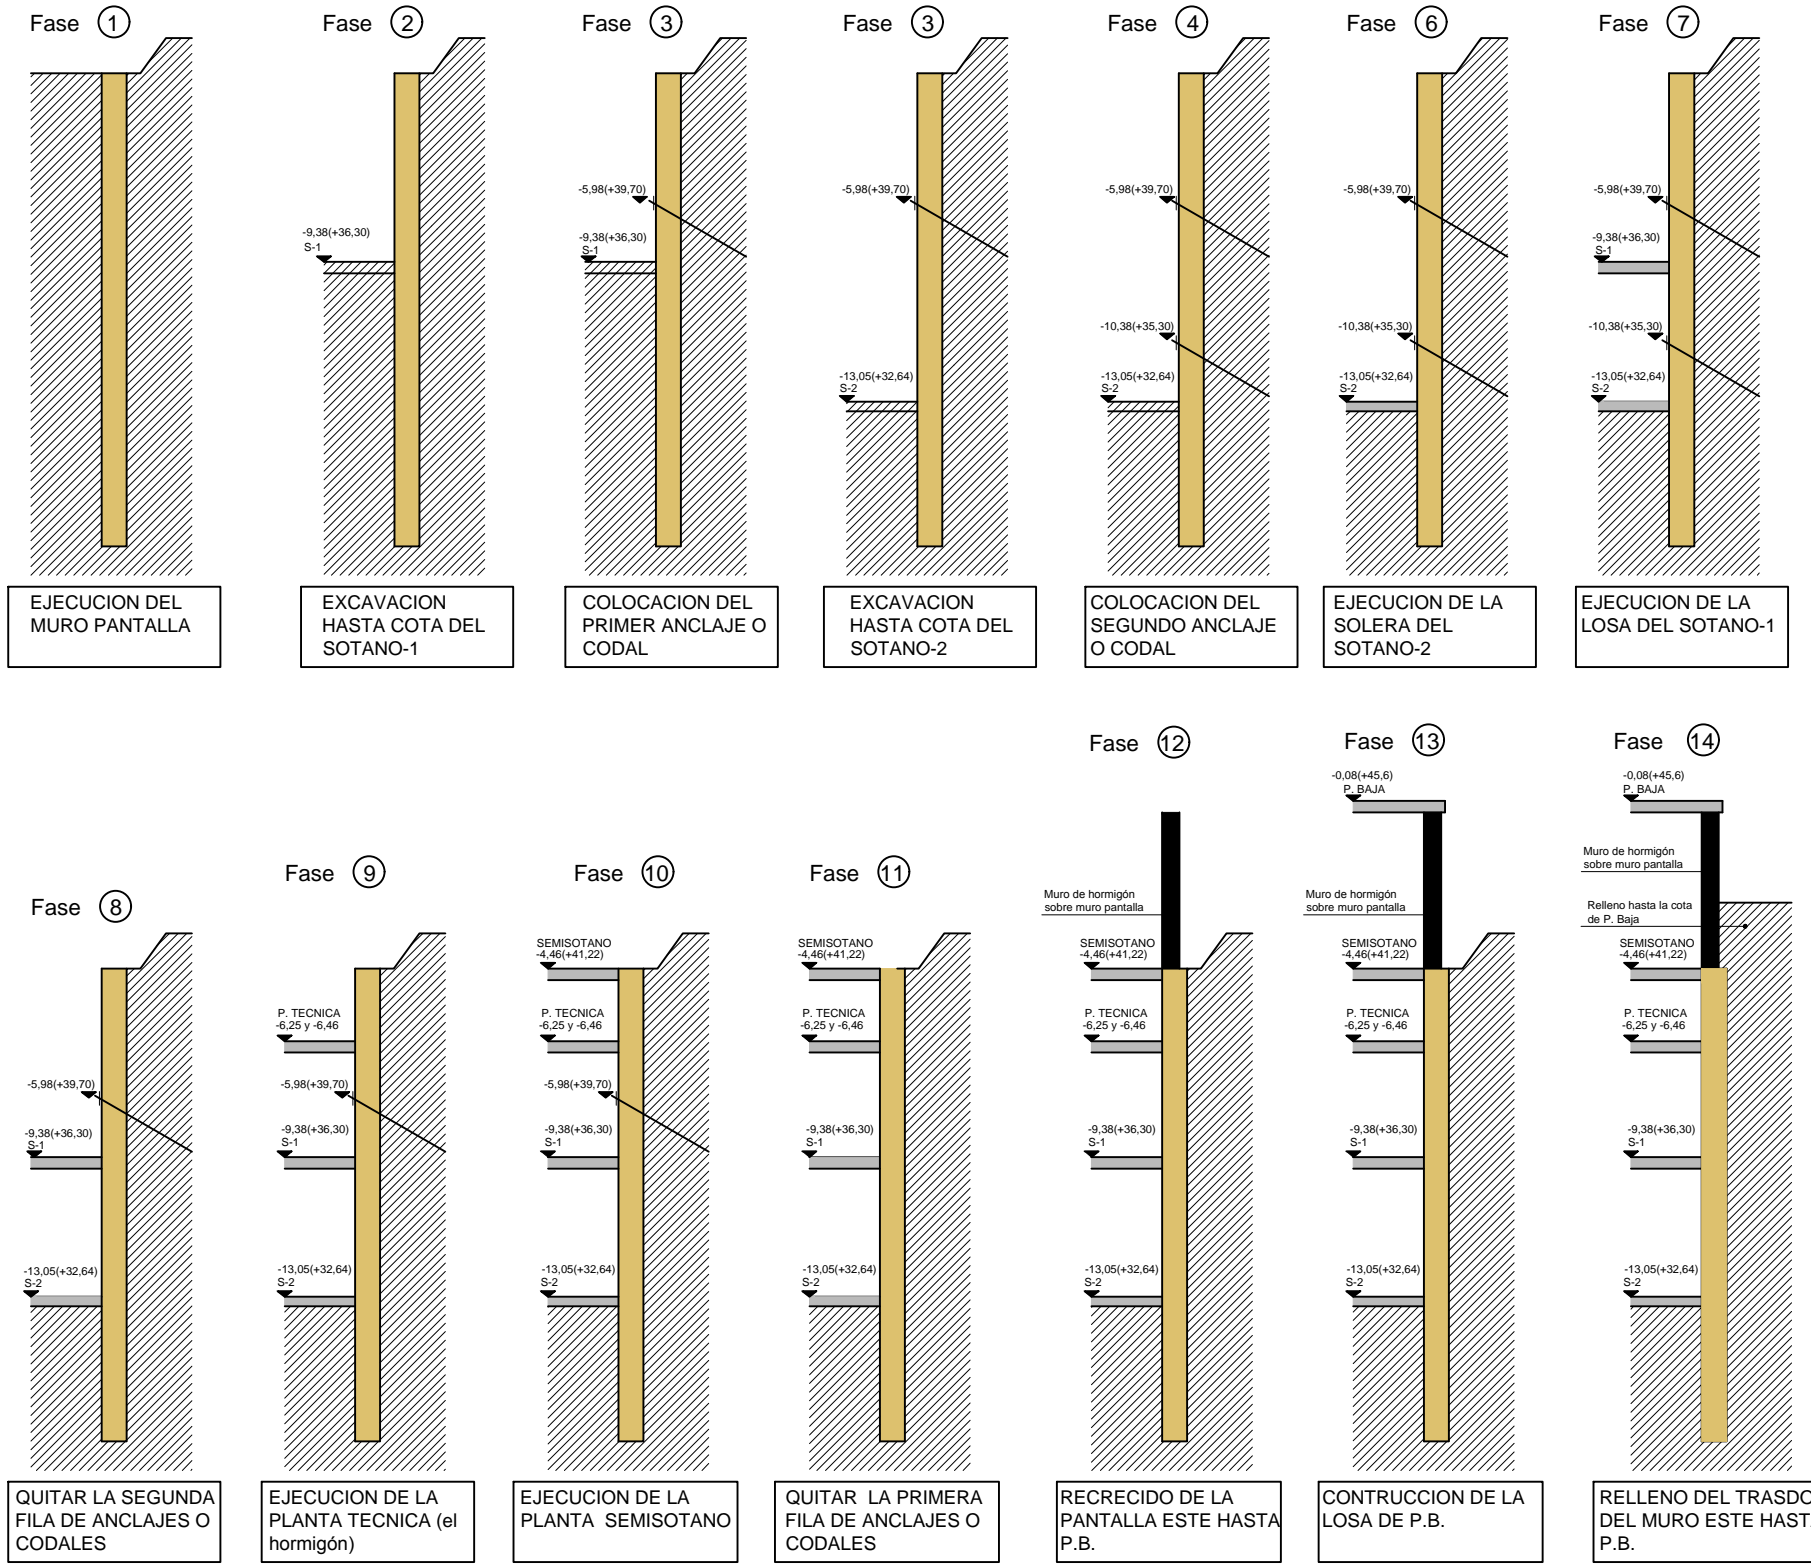 Fase 1
EJECUCION DEL
MURO PANTALLA
Fase 2
-9,38(+36,30)
S-1
EXCAVACION
HASTA COTA DEL
SOTANO-1
Fase 3
-5,98(+39,70)
-9,38(+36,30)
S-1
COLOCACION DEL
PRIMER ANCLAJE O
CODAL
Fase 3
-5,98(+39,70)
-13,05(+32,64)
S-2
EXCAVACION
HASTA COTA DEL
SOTANO-2
Fase 4
-5,98(+39,70)
-10,38(+35,30)
-13,05(+32,64)
S-2
COLOCACION DEL
SEGUNDO ANCLAJE
O CODAL
Fase 6
-5,98(+39,70)
-10,38(+35,30)
-13,05(+32,64)
S-2
EJECUCION DE LA
SOLERA DEL
SOTANO-2
Fase 7
-5,98(+39,70)
-9,38(+36,30)
S-1
-10,38(+35,30)
-13,05(+32,64)
S-2
EJECUCION DE LA
LOSA DEL SOTANO-1
Fase 8
-5,98(+39,70)
-9,38(+36,30)
S-1
-13,05(+32,64)
S-2
QUITAR LA SEGUNDA
FILA DE ANCLAJES O
CODALES
Fase 9
P. TECNICA
-6,25 y -6,46
-5,98(+39,70)
-9,38(+36,30)
S-1
-13,05(+32,64)
S-2
EJECUCION DE LA
PLANTA TECNICA (el
hormigón)
Fase 10
SEMISOTANO
-4,46(+41,22)
P. TECNICA
-6,25 y -6,46
-5,98(+39,70)
-9,38(+36,30)
S-1
-13,05(+32,64)
S-2
EJECUCION DE LA
PLANTA SEMISOTANO
Fase 11
SEMISOTANO
-4,46(+41,22)
P. TECNICA
-6,25 y -6,46
-9,38(+36,30)
S-1
-13,05(+32,64)
S-2
QUITAR LA PRIMERA
FILA DE ANCLAJES O
CODALES
Fase 12
Muro de hormigón
sobre muro pantalla
SEMISOTANO
-4,46(+41,22)
P. TECNICA
-6,25 y -6,46
-9,38(+36,30)
S-1
-13,05(+32,64)
S-2
RECRECIDO DE LA
PANTALLA ESTE HASTA
P.B.
Fase 13
-0,08(+45,6)
P. BAJA
Muro de hormigón
sobre muro pantalla
SEMISOTANO
-4,46(+41,22)
P. TECNICA
-6,25 y -6,46
-9,38(+36,30)
S-1
-13,05(+32,64)
S-2
CONTRUCCION DE LA
LOSA DE P.B.
Fase 14
-0,08(+45,6)
P. BAJA
Muro de hormigón
sobre muro pantalla
Relleno hasta la cota
de P. Baja
SEMISOTANO
-4,46(+41,22)
P. TECNICA
-6,25 y -6,46
-9,38(+36,30)
S-1
-13,05(+32,64)
S-2
RELLENO DEL TRASDO
DEL MURO ESTE HASTA
P.B.